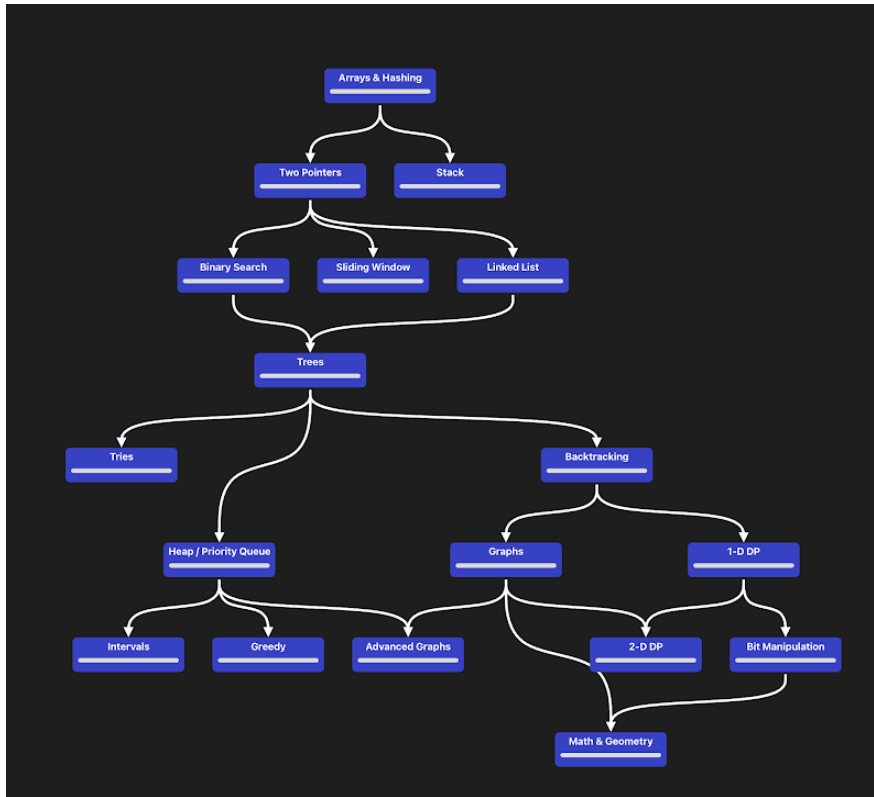 Arrays & Hashing
Two Pointers
Stack
Binary Search
Sliding Window
Linked List
Trees
Tries
Backtracking
Heap / Priority Queue
Graphs
1-D DP
Intervals
Greedy
Advanced Graphs
2-D DP
Bit Manipulation
Math & Geometry